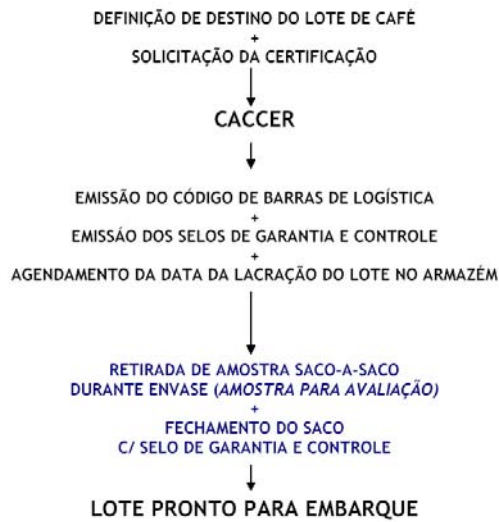 DEFINIÇÃO DE DESTINO DO LOTE DE CAFÉ
+
SOLICITAÇÃO DA CERTIFICAÇÃO
CACCER
EMISSÃO DO CÓDIGO DE BARRAS DE LOGÍSTICA
+
EMISSÁO DOS SELOS DE GARANTIA E CONTROLE
+
AGENDAMENTO DA DATA DA LACRAÇÃO DO LOTE NO ARMAZÉM
RETIRADA DE AMOSTRA SACO-A-SACO
DURANTE ENVASE (AMOSTRA PARA AVALIAÇÃO)
+
FECHAMENTO DO SACO
C/ SELO DE GARANTIA E CONTROLE
LOTE PRONTO PARA EMBARQUE